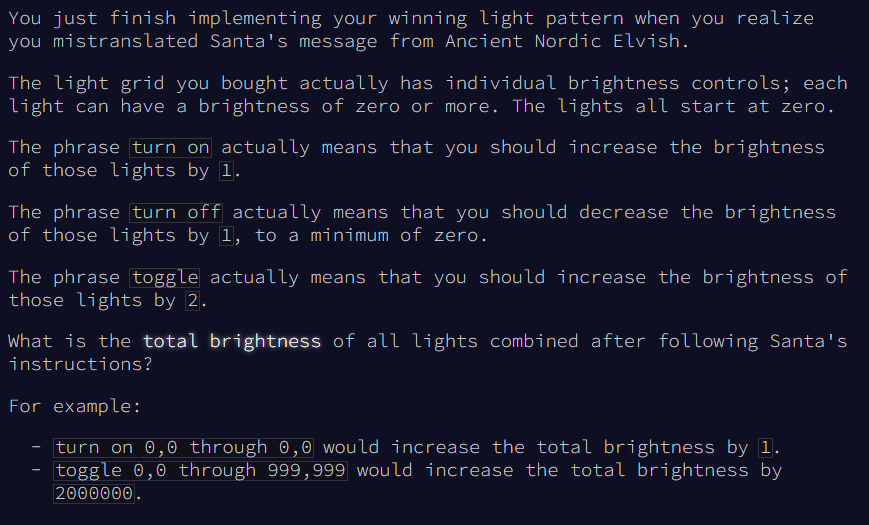 You just finish implementing your winning light pattern when you realize
you mistranslated Santa's message from Ancient Nordic Elvish.
The light grid you bought actually has individual brightness controls; each
light can have a brightness of zero or more. The lights all start at zero.
The phrase turn on actually means that you should increase the brightness
of those lights by 1.
The phrase turn off actually means that you should decrease the brightness
of those lights by 1, to a minimum of zero.
The phrase toggle actually means that you should increase the brightness of
those lights by 2.
What is the total brightness of all lights combined after following Santa's
instructions?
For example:
- turn on 0,0 through 0,0 would increase the total brightness by 1.
- toggle 0,0 through 999,999 would increase the total brightness by
2000000.